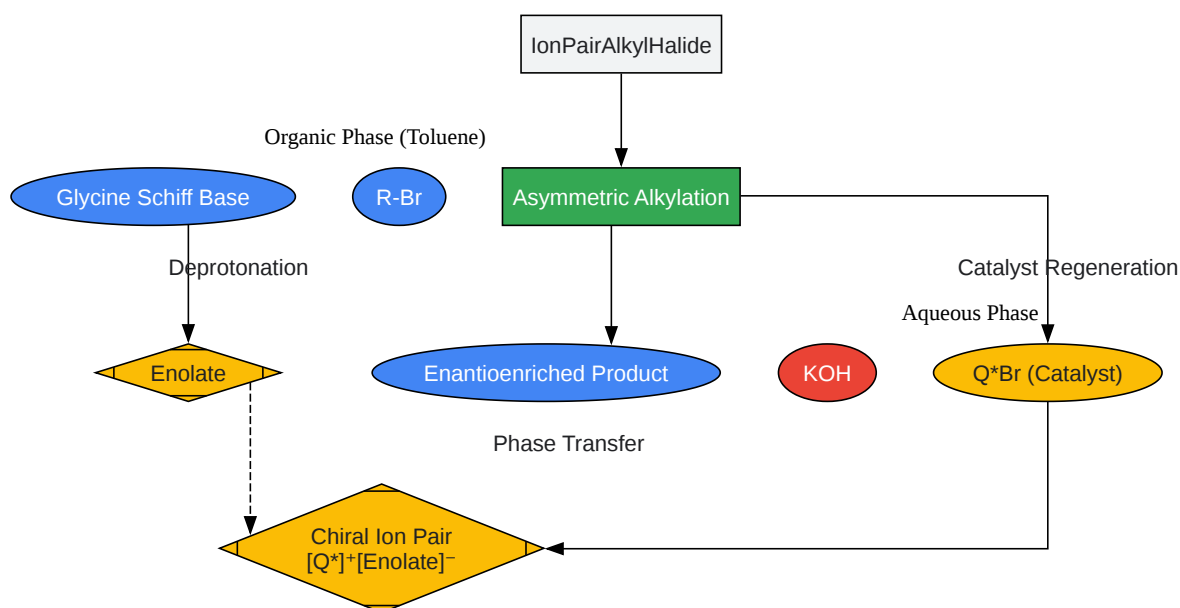 IonPairAlkylHalide
Organic Phase (Toluene)
Glycine Schiff Base
R-Br
Asymmetric Alkylation
Deprotonation
Catalyst Regeneration
Aqueous Phase
Enolate
Enantioenriched Product
KOH
Q*Br (Catalyst)
Phase Transfer
Chiral Ion Pair
[Q*]⁺[Enolate]⁻